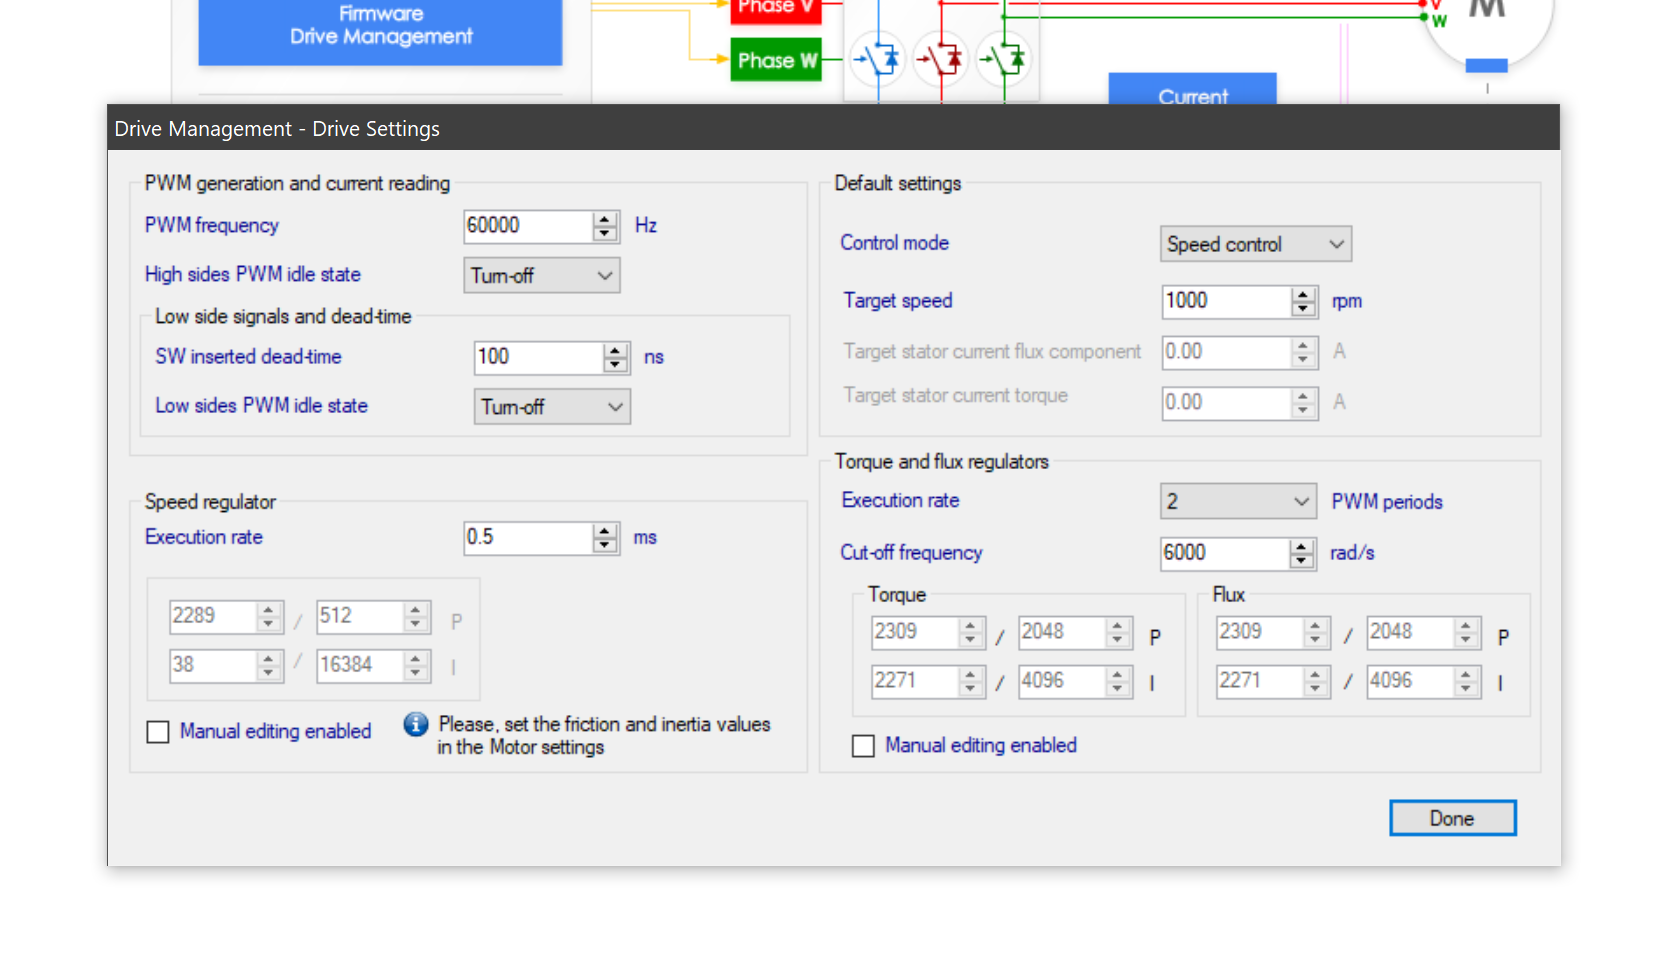 Firmware
Drive Management
Phase V
Phase W
V
W
M
Current
Drive Management - Drive Settings
PWM generation and current reading
PWM frequency 60000 Hz
High sides PWM idle state Turn-off
Low side signals and dead-time
SW inserted dead-time 100 ns
Low sides PWM idle state Turn-off
Speed regulator
Execution rate 0.5 ms
2289 / 512 P
38 / 16384 I
Manual editing enabled
Please, set the friction and inertia values
in the Motor settings
Default settings
Control mode Speed control
Target speed 1000 rpm
Target stator current flux component 0.00 A
Target stator current torque 0.00 A
Torque and flux regulators
Execution rate 2 PWM periods
Cut-off frequency 6000 rad/s
Torque
2309 / 2048 P
2271 / 4096 I
Flux
2309 / 2048 P
2271 / 4096 I
Manual editing enabled
Done